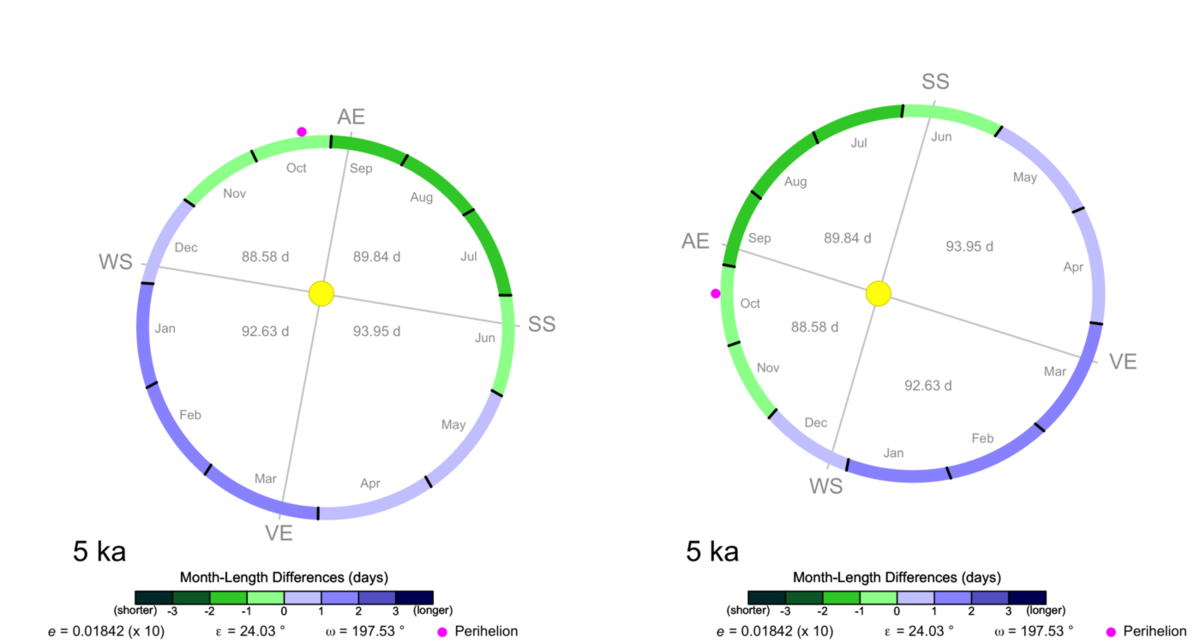 AE
Oct
Sep
Nov
Aug
Dec
88.58 d
89.84 d
Jul
WS
SS
Jan
92.63 d
93.95 d
Jun
Feb
May
Mar
Apr
VE
5 ka
Month-Length Differences (days)
(shorter) -3 -2 -1 0 1 2 3 (longer)
e = 0.01842 (x 10) ε = 24.03 ° ω = 197.53 ° Perihelion
SS
Jul
Jun
Aug
May
AE
Sep
89.84 d
93.95 d
Apr
Oct
88.58 d
VE
Nov
92.63 d
Mar
Dec
Feb
Jan
WS
5 ka
Month-Length Differences (days)
(shorter) -3 -2 -1 0 1 2 3 (longer)
e = 0.01842 (x 10) ε = 24.03 ° ω = 197.53 ° Perihelion